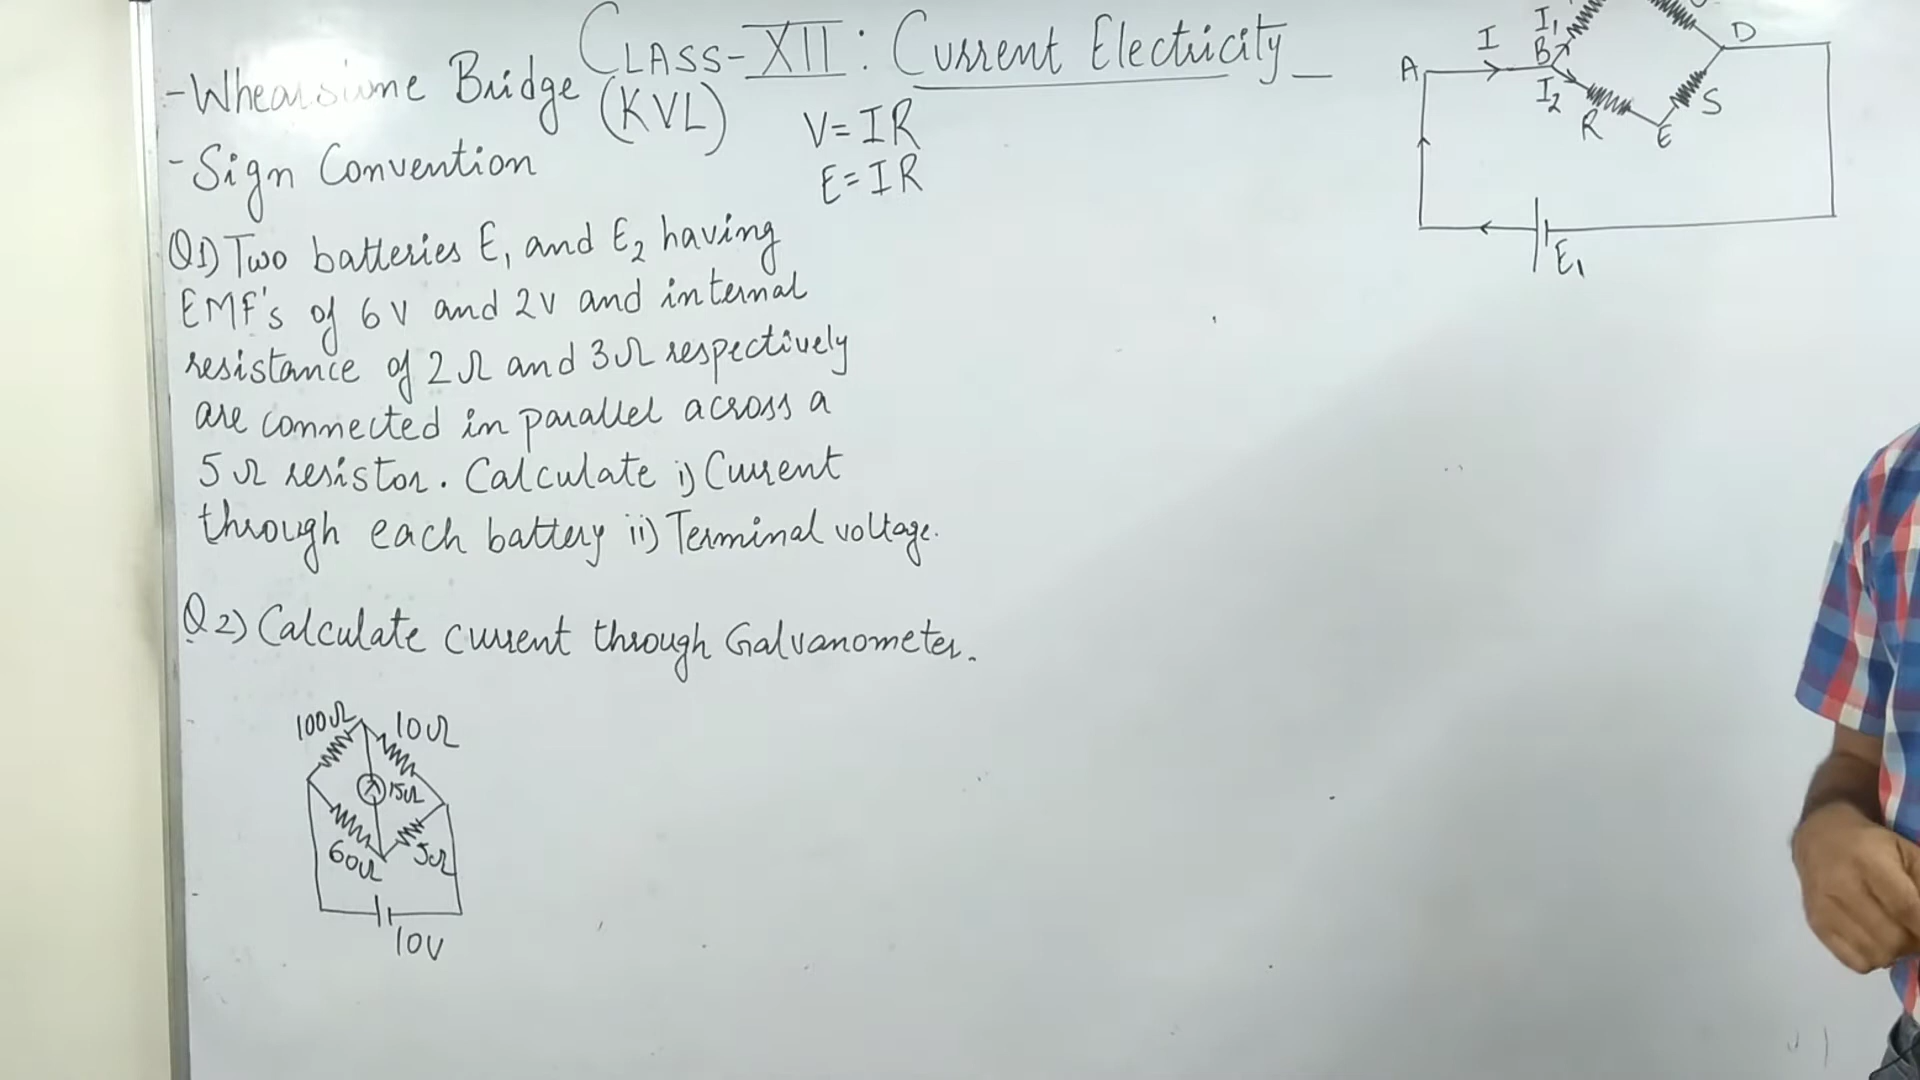 CLASS-XII: Current Electricity
Bridge (KVL)
V=IR
- Sign Convention
E=IR
Q1) Two batteries E₁ and E₂ having
EMF's of 6V and 2V and internal
resistance of 2Ω and 3Ω respectively
are connected in parallel across a
5Ω resistor. Calculate i) Current
through each battery ii) Terminal voltage.
Q2) Calculate current through Galvanometer.
100Ω 10Ω
15Ω
60Ω 5Ω
10V
I I₁ D
A B
I₂ S
R E
E₁